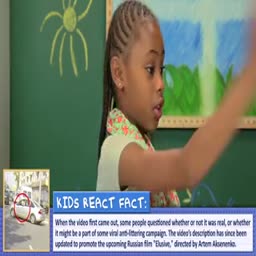 KIDS REACT FACT:
When the video first came out, some people questioned whether or not it was real, or whether
it might be a part of some viral anti-littering campaign. The video's description has since been
updated to promote the upcoming Russian film "Elusive," directed by Artem Aksenenko.